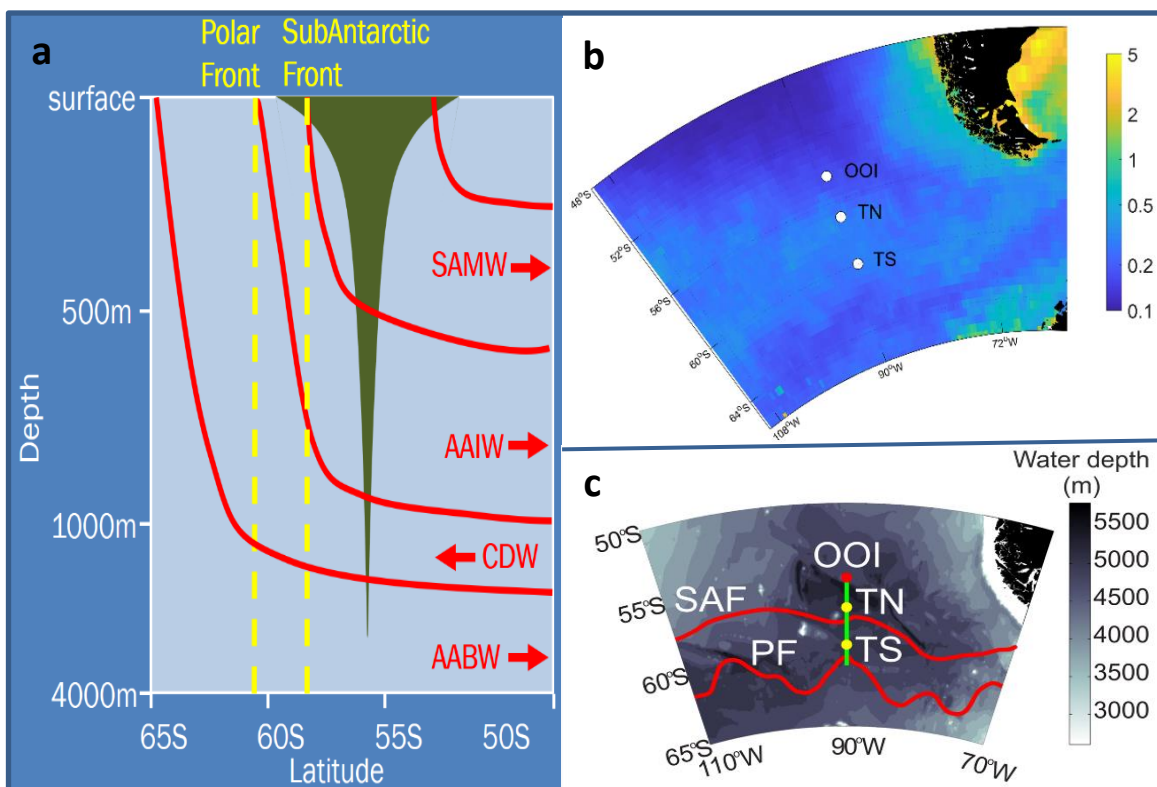 a
Polar
Front
SubAntarctic
Front
surface
500m
1000m
4000m
Depth
SAMW
AAIW
CDW
AABW
65S
60S
55S
50S
Latitude
b
OOI
TN
TS
48°S
52°S
56°S
60°S
64°S
108°W
90°W
72°W
5
2
1
0.5
0.2
0.1
c
Water depth
(m)
50°S
55°S
60°S
65°S
110°W
90°W
70°W
OOI
SAF
TN
PF
TS
5500
5000
4500
4000
3500
3000